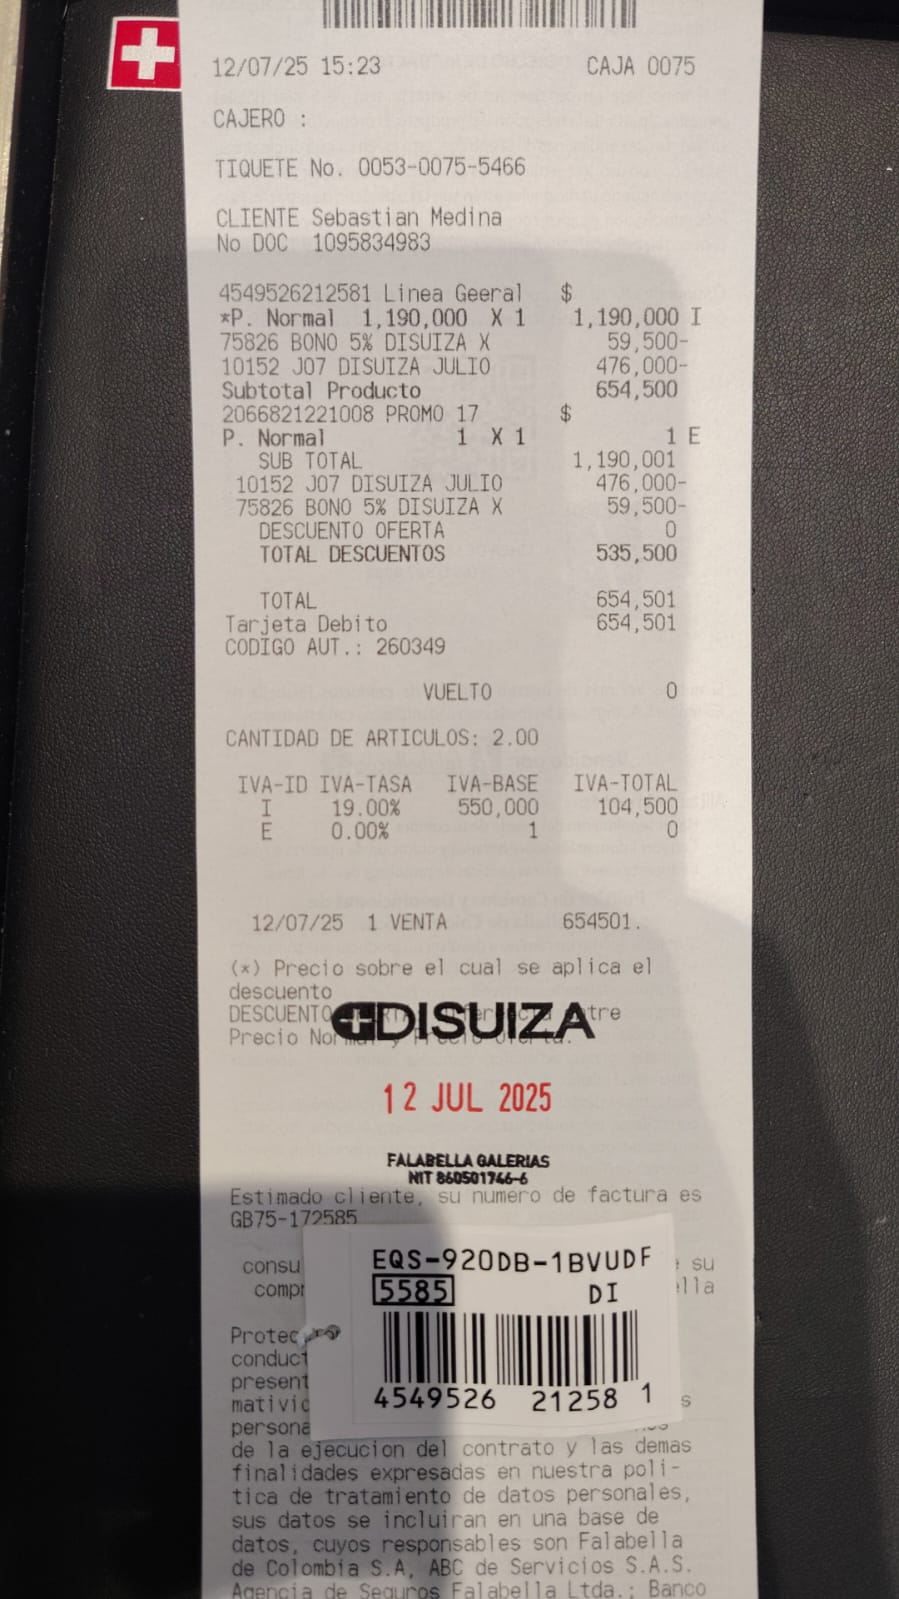 12/07/25 15:23 CAJA 0075
CAJERO :
TIQUETE No. 0053-0075-5466
CLIENTE Sebastian Medina
No DOC 1095834983
4549526212581 Linea Geeral $
*P. Normal 1,190,000 X 1 1,190,000 I
75826 BONO 5% DISUIZA X 59,500-
10152 J07 DISUIZA JULIO 476,000-
Subtotal Producto 654,500
2066821221008 PROMO 17 $
P. Normal 1 X 1 1 E
SUB TOTAL 1,190,001
10152 J07 DISUIZA JULIO 476,000-
75826 BONO 5% DISUIZA X 59,500-
DESCUENTO OFERTA 0
TOTAL DESCUENTOS 535,500
TOTAL 654,501
Tarjeta Debito 654,501
CODIGO AUT.: 260349
VUELTO 0
CANTIDAD DE ARTICULOS: 2.00
IVA-ID IVA-TASA IVA-BASE IVA-TOTAL
I 19.00% 550,000 104,500
E 0.00% 1 0
12/07/25 1 VENTA 654501.
(*) Precio sobre el cual se aplica el
descuento
DESCUENTO entre
DISUIZA
Precio
12 JUL 2025
FALABELLA GALERIAS
NIT 860501746-6
Estimado cliente, su numero de factura es
GB75-172585
EQS-920DB-1BVUDF
consu su
5585 DI
comp lla
Protec
conduct
present
4549526 21258 1
mativid s
persona
de la ejecucion del contrato y las demas
finalidades expresadas en nuestra poli-
tica de tratamiento de datos personales,
sus datos se incluiran en una base de
datos, cuyos responsables son Falabella
de Colombia S.A, ABC de Servicios S.A.S.
Agencia de Seguros Falabella Ltda.; Banco